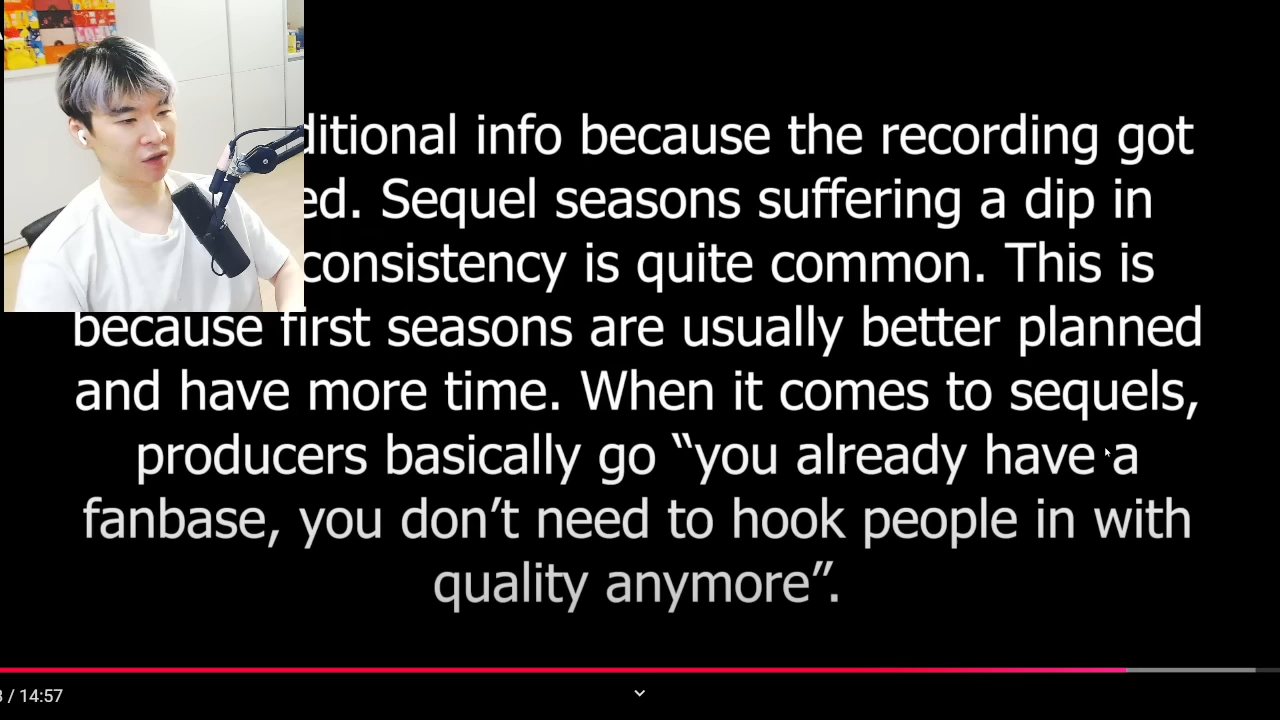 ditional info because the recording got
ed. Sequel seasons suffering a dip in
consistency is quite common. This is
because first seasons are usually better planned
and have more time. When it comes to sequels,
producers basically go “you already have a
fanbase, you don’t need to hook people in with
quality anymore”.
/ 14:57